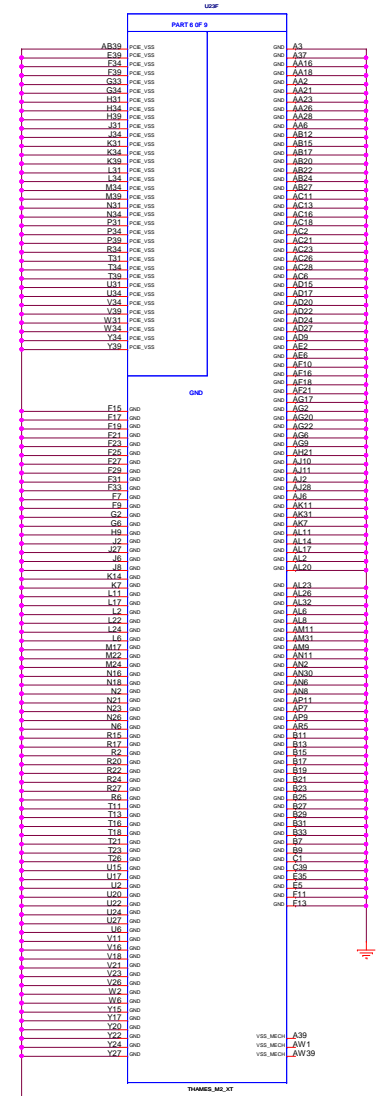 U23F
PART 6 0F 9
AB39 PCIE_VSS GND A3
E39 PCIE_VSS GND A37
F34 PCIE_VSS GND AA16
F39 PCIE_VSS GND AA18
G33 PCIE_VSS GND AA2
G34 PCIE_VSS GND AA21
H31 PCIE_VSS GND AA23
H34 PCIE_VSS GND AA26
H39 PCIE_VSS GND AA28
J31 PCIE_VSS GND AA6
J34 PCIE_VSS GND AB12
K31 PCIE_VSS GND AB15
K34 PCIE_VSS GND AB17
K39 PCIE_VSS GND AB20
L31 PCIE_VSS GND AB22
L34 PCIE_VSS GND AB24
M34 PCIE_VSS GND AB27
M39 PCIE_VSS GND AC11
N31 PCIE_VSS GND AC13
N34 PCIE_VSS GND AC16
P31 PCIE_VSS GND AC18
P34 PCIE_VSS GND AC2
P39 PCIE_VSS GND AC21
R34 PCIE_VSS GND AC23
T31 PCIE_VSS GND AC26
T34 PCIE_VSS GND AC28
T39 PCIE_VSS GND AC6
U31 PCIE_VSS GND AD15
U34 PCIE_VSS GND AD17
V34 PCIE_VSS GND AD20
V39 PCIE_VSS GND AD22
W31 PCIE_VSS GND AD24
W34 PCIE_VSS GND AD27
Y34 PCIE_VSS GND AD9
Y39 PCIE_VSS GND AE2
GND AE6
GND AF10
GND AF16
GND AF18
GND AF21
GND
GND AG17
F15 GND GND AG2
F17 GND GND AG20
F19 GND GND AG22
F21 GND GND AG6
F23 GND GND AG9
F25 GND GND AH21
F27 GND GND AJ10
F29 GND GND AJ11
F31 GND GND AJ2
F33 GND GND AJ28
F7 GND GND AJ6
F9 GND GND AK11
G2 GND GND AK31
G6 GND GND AK7
H9 GND GND AL11
J2 GND GND AL14
J27 GND GND AL17
J6 GND GND AL2
J8 GND GND AL20
K14 GND
K7 GND GND AL23
L11 GND GND AL26
L17 GND GND AL32
L2 GND GND AL6
L22 GND GND AL8
L24 GND GND AM11
L6 GND GND AM31
M17 GND GND AM9
M22 GND GND AN11
M24 GND GND AN2
N16 GND GND AN30
N18 GND GND AN6
N2 GND GND AN8
N21 GND GND AP11
N23 GND GND AP7
N26 GND GND AP9
N6 GND GND AR5
R15 GND GND B11
R17 GND GND B13
R2 GND GND B15
R20 GND GND B17
R22 GND GND B19
R24 GND GND B21
R27 GND GND B23
R6 GND GND B25
T11 GND GND B27
T13 GND GND B29
T16 GND GND B31
T18 GND GND B33
T21 GND GND B7
T23 GND GND B9
T26 GND GND C1
U15 GND GND C39
U17 GND GND E35
U2 GND GND E5
U20 GND GND F11
U22 GND GND F13
U24 GND
U27 GND
U6 GND
V11 GND
V16 GND
V18 GND
V21 GND
V23 GND
V26 GND
W2 GND
W6 GND
Y15 GND
Y17 GND
Y20 GND
Y22 GND VSS_MECH A39
Y24 GND VSS_MECH AW1
Y27 GND VSS_MECH AW39
THAMES_M2_XT